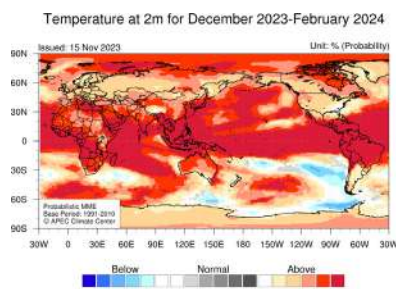 Temperature at 2m for December 2023-February 2024
Issued: 15 Nov 2023 Unit: % (Probability)
90N
60N
30N
0
30S
60S
90S
Probabilistic MME
Base Period: 1991-2010
© APEC Climate Center
30W 0 30E 60E 90E 120E 150E 180 150W 120W 90W 60W 30W
Below Normal Above